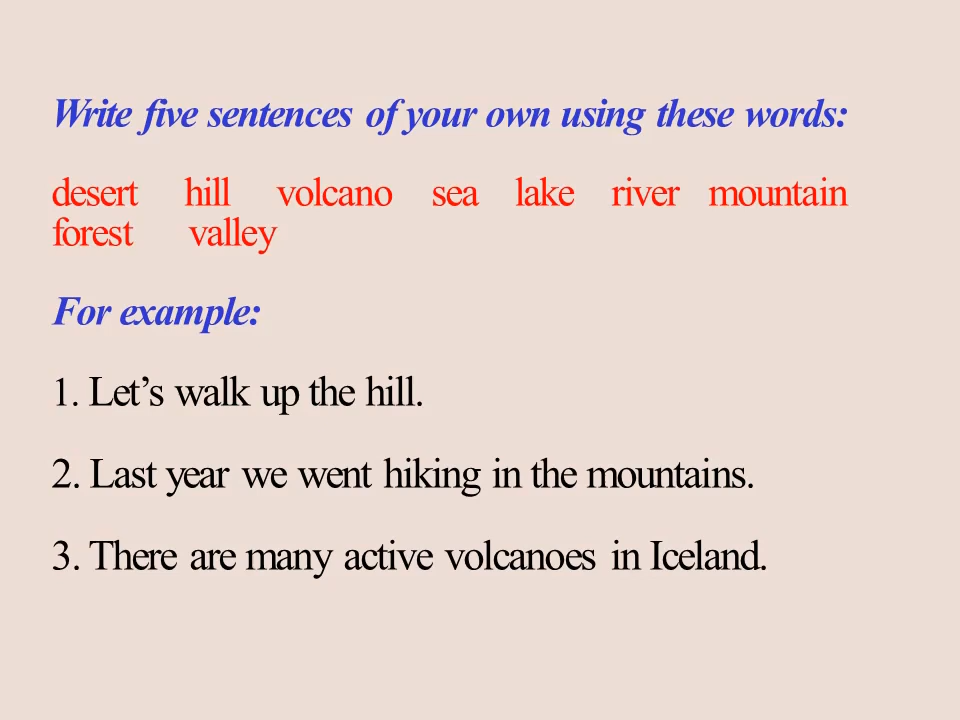 Write five sentences of your own using these words:
desert hill volcano sea lake river mountain
forest valley
For example:
1. Let’s walk up the hill.
2. Last year we went hiking in the mountains.
3. There are many active volcanoes in Iceland.